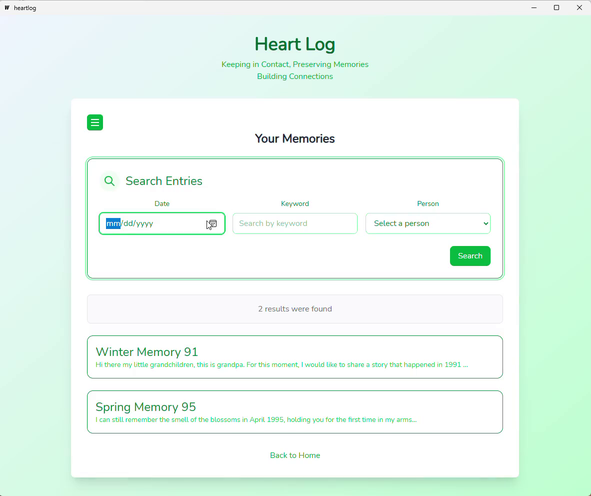 heartlog
Heart Log
Keeping in Contact, Preserving Memories
Building Connections
Your Memories
Search Entries
Date Keyword Person
mm/dd/yyyy Search by keyword Select a person
Search
2 results were found
Winter Memory 91
Hi there my little grandchildren, this is grandpa. For this moment, I would like to share a story that happened in 1991 ...
Spring Memory 95
I can still remember the smell of the blossoms in April 1995, holding you for the first time in my arms...
Back to Home